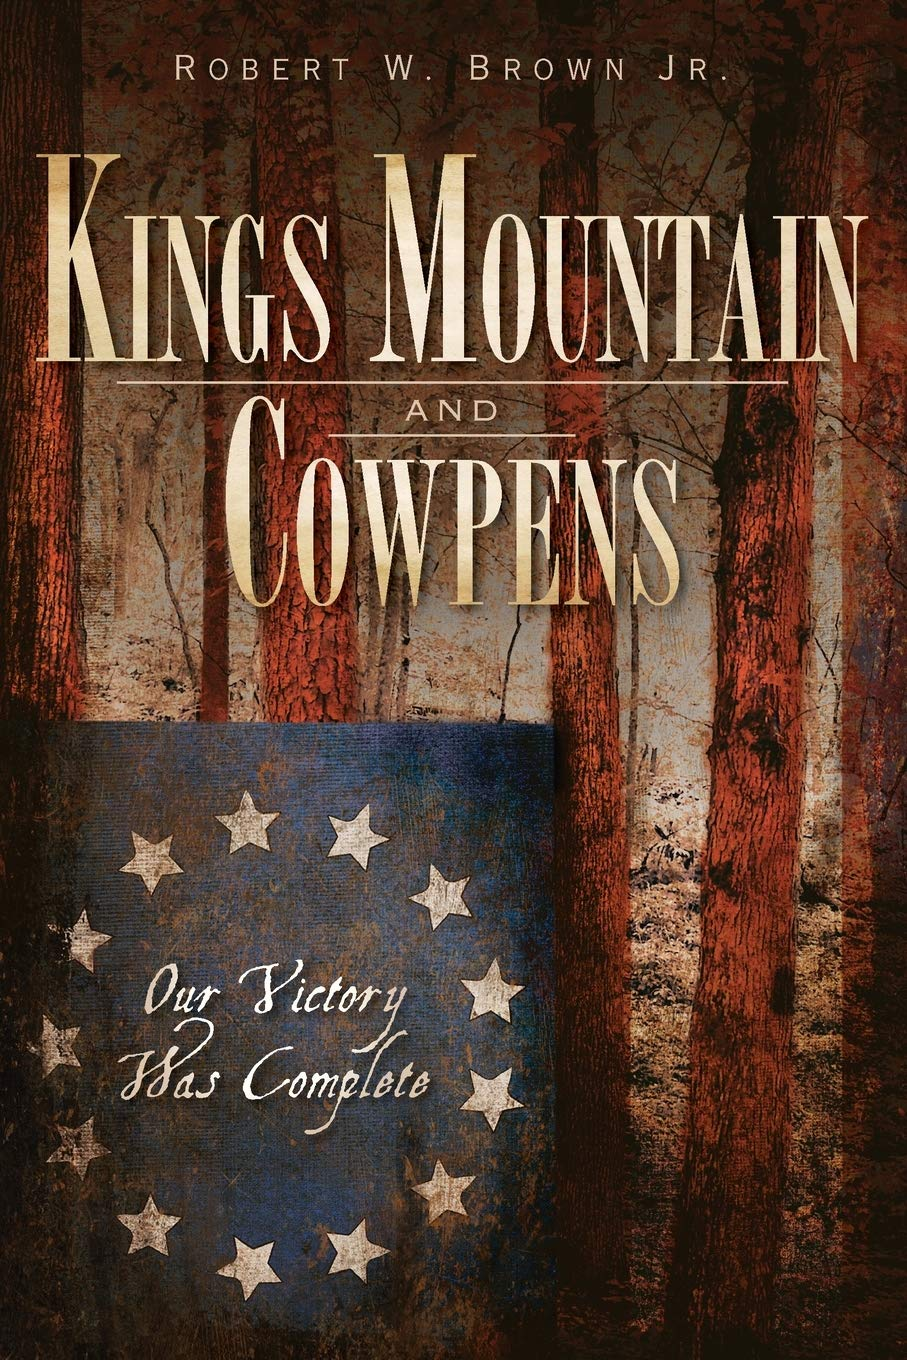 ROBERT W. BROWN JR.
KINGS MOUNTAIN
AND
COWPENS
Our Victory
Was Complete